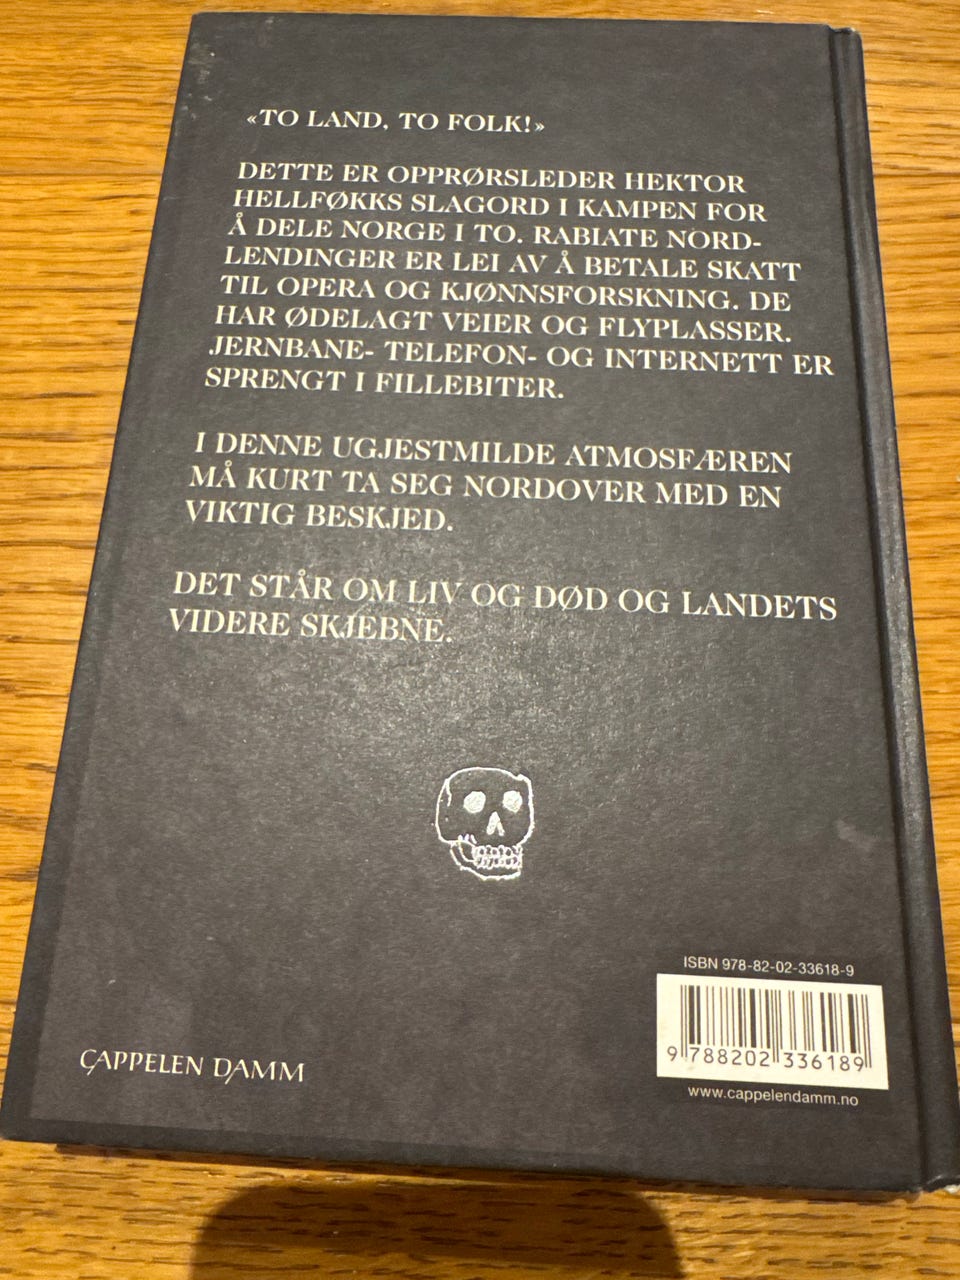 «TO LAND, TO FOLK!»
DETTE ER OPPRØRSLEDER HEKTOR
HELLFØKKS SLAGORD I KAMPEN FOR
Å DELE NORGE I TO. RABIATE NORD-
LENDINGER ER LEI AV Å BETALE SKATT
TIL OPERA OG KJØNNSFORSKNING. DE
HAR ØDELAGT VEIER OG FLYPLASSER.
JERNBANE- TELEFON- OG INTERNETT ER
SPRENGT I FILLEBITER.
I DENNE UGJESTMILDE ATMOSFÆREN
MÅ KURT TA SEG NORDOVER MED EN
VIKTIG BESKJED.
DET STÅR OM LIV OG DØD OG LANDETS
VIDERE SKJEBNE.
ISBN 978-82-02-33618-9
9 788202 336189
www.cappelendamm.no
CAPPELEN DAMM